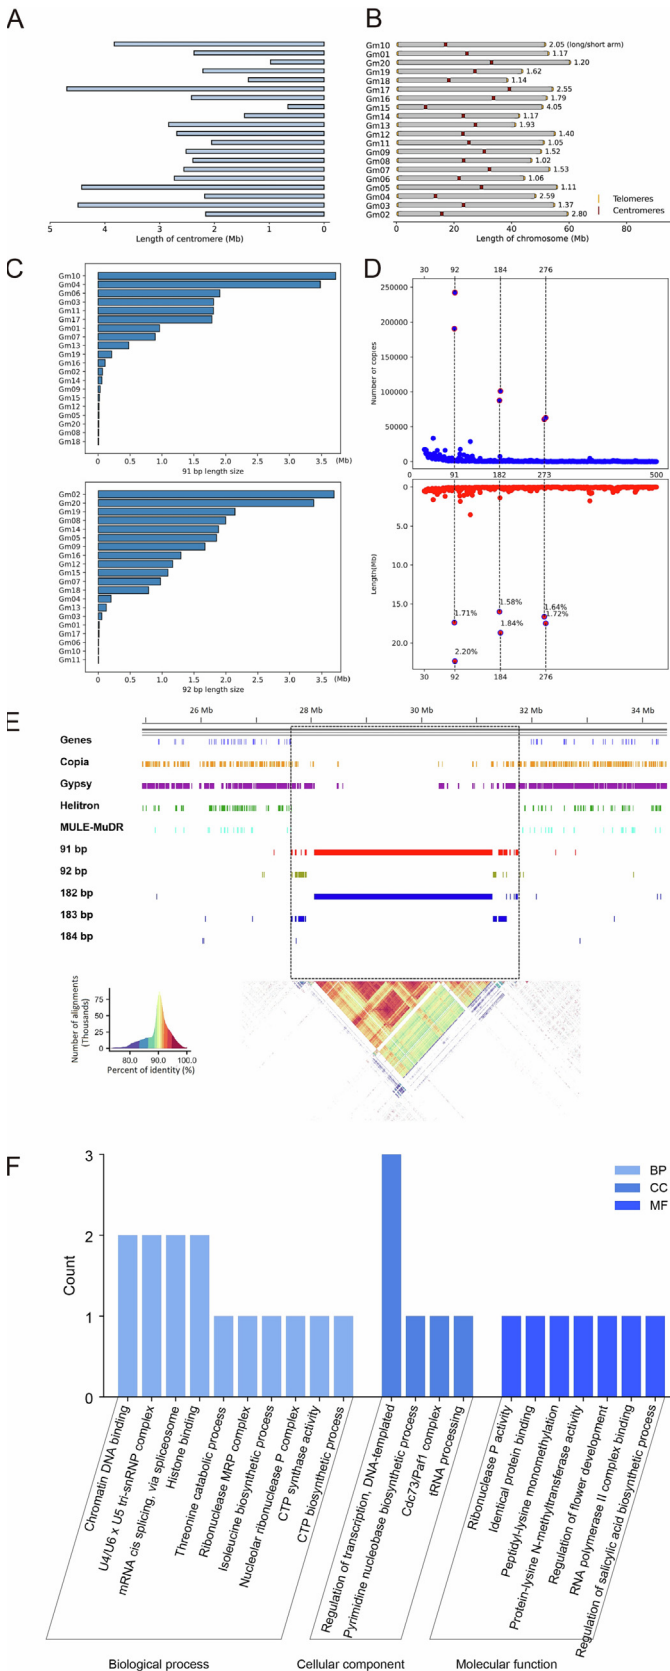 A
5 4 3 2 1 0
Length of centromere (Mb)
B
Gm10 2.05 (long/short arm)
Gm01 1.17
Gm20 1.20
Gm19 1.62
Gm18 1.14
Gm17 2.55
Gm16 1.79
Gm15 4.05
Gm14 1.17
Gm13 1.93
Gm12 1.40
Gm11 1.05
Gm09 1.52
Gm08 1.02
Gm07 1.53
Gm06 1.06
Gm05 1.11
Gm04 2.59
Gm03 1.37
Gm02 2.80
Telomeres
Centromeres
0 20 40 60 80
Length of chromosome (Mb)
C
Gm10
Gm04
Gm06
Gm03
Gm11
Gm17
Gm01
Gm07
Gm13
Gm19
Gm16
Gm02
Gm14
Gm09
Gm15
Gm12
Gm05
Gm20
Gm08
Gm18
0.0 0.5 1.0 1.5 2.0 2.5 3.0 3.5 (Mb)
91 bp length size
Gm02
Gm20
Gm19
Gm08
Gm14
Gm05
Gm09
Gm16
Gm12
Gm15
Gm07
Gm18
Gm04
Gm13
Gm03
Gm01
Gm17
Gm06
Gm10
Gm11
0.0 0.5 1.0 1.5 2.0 2.5 3.0 3.5 (Mb)
92 bp length size
D
30 92 184 276
250000
200000
150000
100000
50000
0
Number of copies
91 182 273 500
0
5.0
15.0
20.0
Length(Mb)
1.71%
2.20%
1.58%
1.84%
1.64%
1.72%
30 92 184 276
E
26 Mb 28 Mb 30 Mb 32 Mb 34 Mb
Genes
Copia
Gypsy
Helitron
MULE-MuDR
91 bp
92 bp
182 bp
183 bp
184 bp
Number of alignments
(Thousands)
75
50
25
0
80.0 90.0 100.0
Percent of identity (%)
F
3
2
1
0
Count
BP
CC
MF
Chromatin DNA binding
U4/U6 x U5 tri-snRNP complex
mRNA cis splicing, via spliceosome
Histone binding
Threonine catabolic process
Ribonuclease MRP complex
Isoleucine biosynthetic process
Nucleolar ribonuclease P complex
CTP synthase activity
CTP biosynthetic process
Regulation of transcription, DNA-templated
Pyrimidine nucleobase biosynthetic process
Cdc73/Paf1 complex
tRNA processing
Ribonuclease P activity
Identical protein binding
Peptidyl-lysine monomethylation
Protein-lysine N-methyltransferase activity
Regulation of flower development
RNA polymerase II complex binding
Regulation of salicylic acid biosynthetic process
Biological process
Cellular component
Molecular function